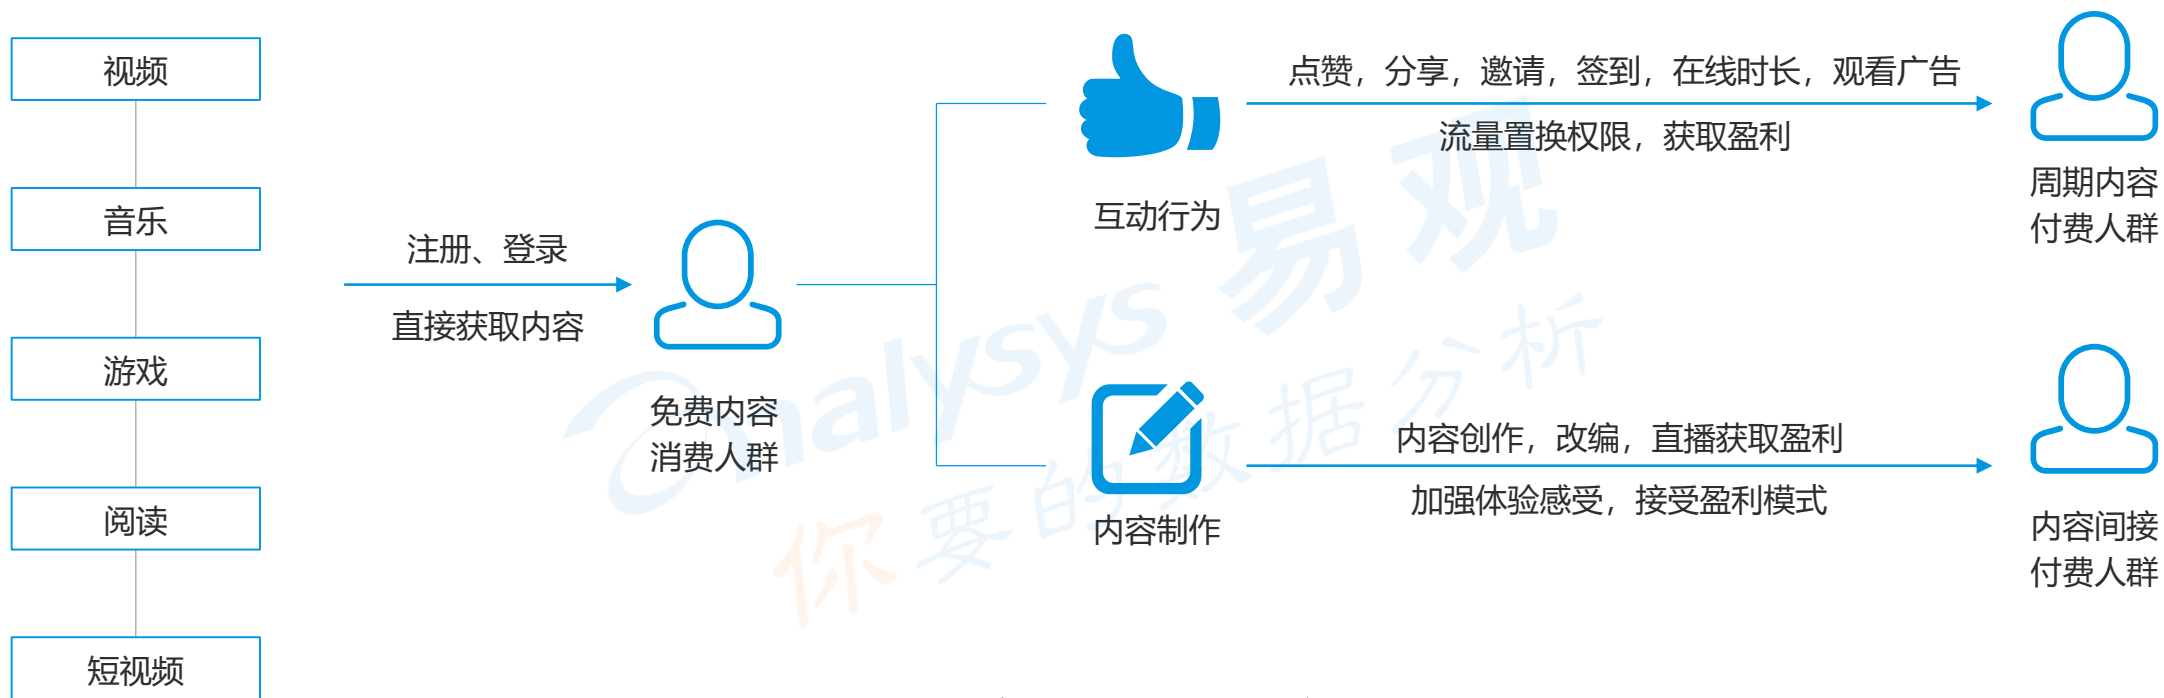 视频
音乐
游戏
阅读
短视频
注册、登录
直接获取内容
免费内容
消费人群
互动行为
点赞，分享，邀请，签到，在线时长，观看广告
流量置换权限，获取盈利
周期内容
付费人群
内容制作
内容创作，改编，直播获取盈利
加强体验感受，接受盈利模式
内容间接
付费人群
analysys 易观
你要的数据分析